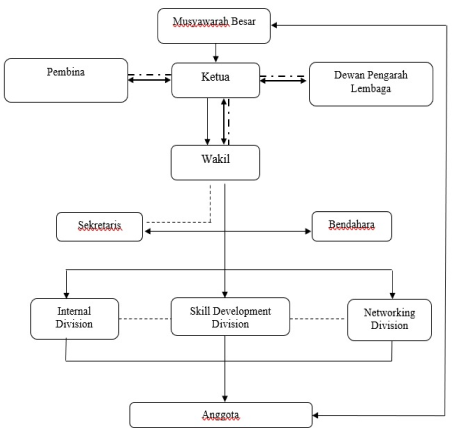 Musyawarah Besar
Pembina
Ketua
Dewan Pengarah
Lembaga
Wakil
Sekretaris
Bendahara
Internal
Division
Skill Development
Division
Networking
Division
Anggota